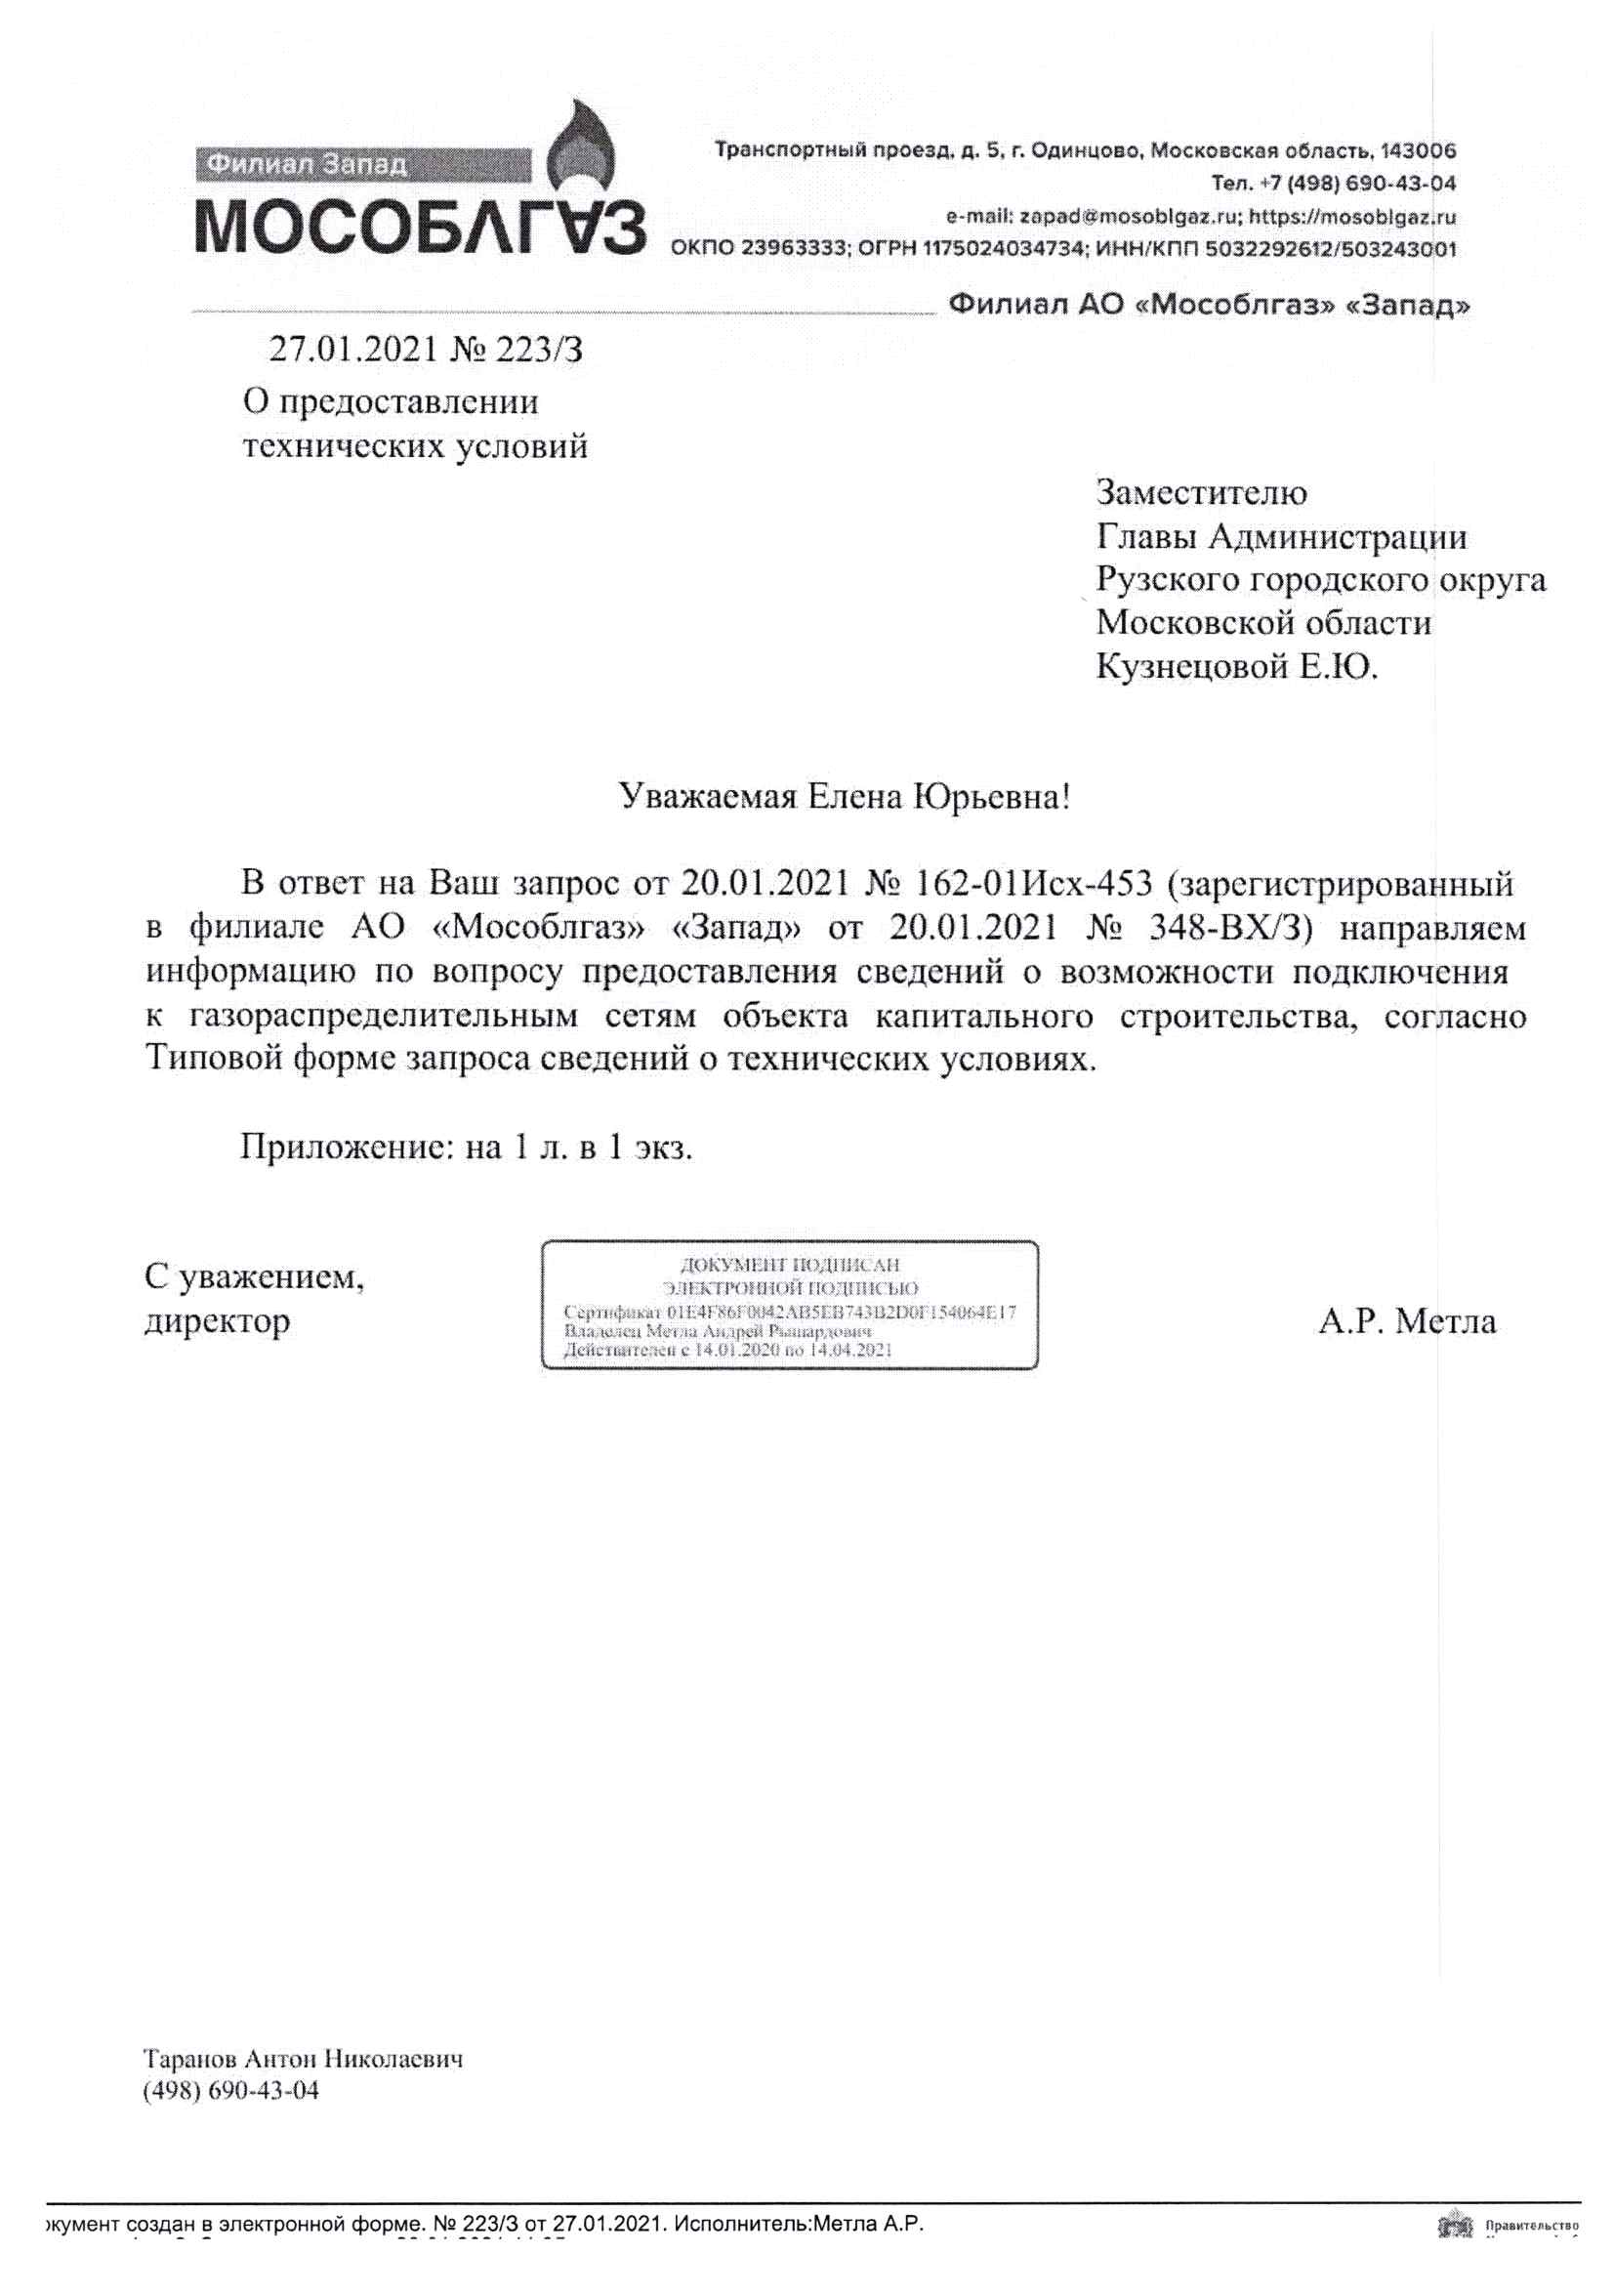 Филиал Запад
МОСОБЛГАЗ
Транспортный проезд, д. 5, г. Одинцово, Московская область, 143006
Тел. +7 (498) 690-43-04
e-mail: zapad@mosoblgaz.ru; https://mosoblgaz.ru
ОКПО 23963333; ОГРН 1175024034734; ИНН/КПП 5032292612/503243001
Филиал АО «Мособлгаз» «Запад»
27.01.2021 № 223/З
О предоставлении
технических условий
Заместителю
Главы Администрации
Рузского городского округа
Московской области
Кузнецовой Е.Ю.
Уважаемая Елена Юрьевна!
В ответ на Ваш запрос от 20.01.2021 № 162-01Исх-453 (зарегистрированный
в филиале АО «Мособлгаз» «Запад» от 20.01.2021 № 348-ВХ/З) направляем
информацию по вопросу предоставления сведений о возможности подключения
к газораспределительным сетям объекта капитального строительства, согласно
Типовой форме запроса сведений о технических условиях.
Приложение: на 1 л. в 1 экз.
С уважением,
директор
ДОКУМЕНТ ПОДПИСАН
ЭЛЕКТРОННОЙ ПОДПИСЬЮ
Сертификат 01E4F86F0042AB5EB743B2D0F154064E17
Владелец Метла Андрей Рышардович
Действителен с 14.01.2020 по 14.04.2021
А.Р. Метла
Таранов Антон Николаевич
(498) 690-43-04
окумент создан в электронной форме. № 223/З от 27.01.2021. Исполнитель:Метла А.Р.
Правительство